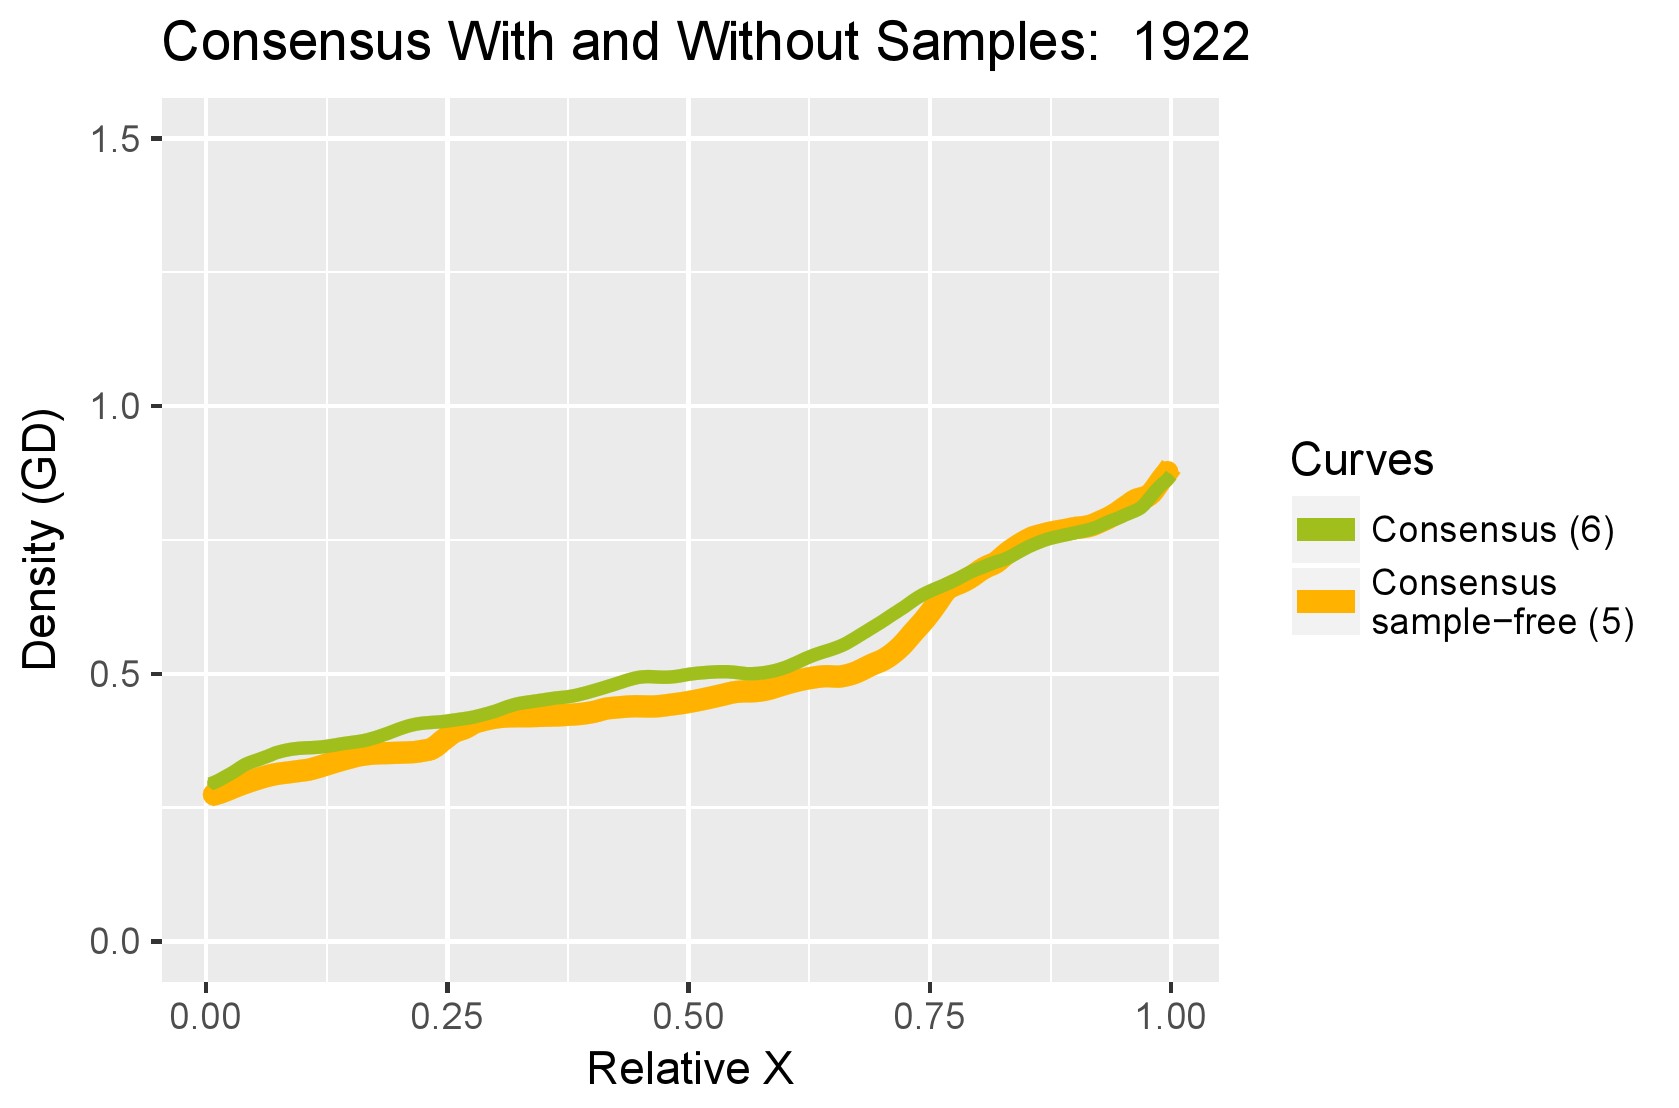 Consensus With and Without Samples:  1922
1.5
1.0
0.5
0.0
Density (GD)
0.00 0.25 0.50 0.75 1.00
Relative X
Curves
Consensus (6)
Consensus
sample−free (5)